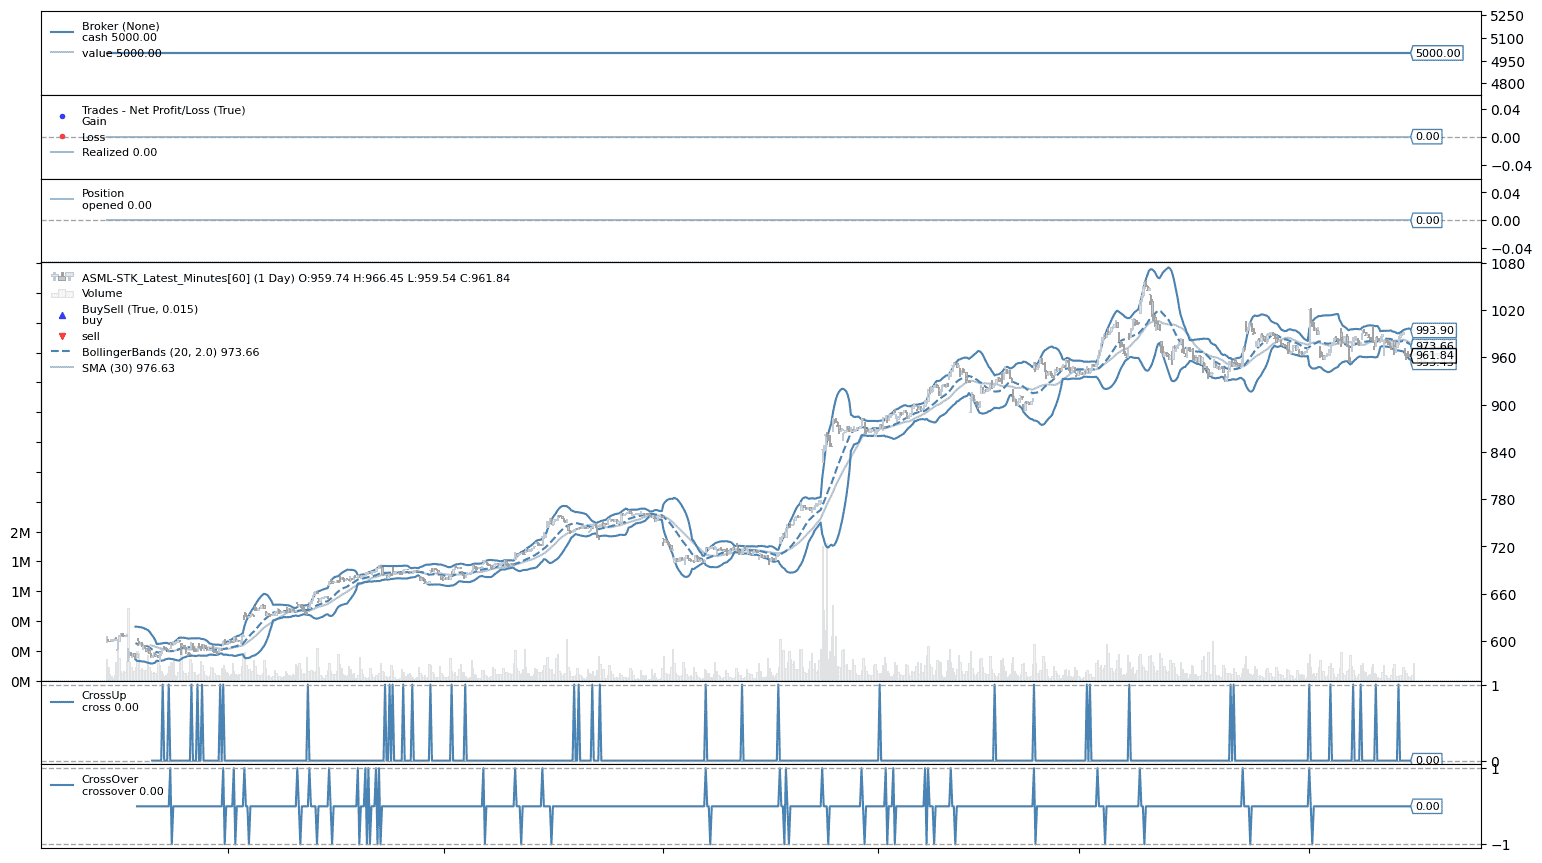 Broker (None)
cash 5000.00
value 5000.00
5250
5100
4950
4800
5000.00
Trades - Net Profit/Loss (True)
Gain
Loss
Realized 0.00
0.04
0.00
−0.04
0.00
Position
opened 0.00
0.04
0.00
−0.04
0.00
ASML-STK_Latest_Minutes[60] (1 Day) O:959.74 H:966.45 L:959.54 C:961.84
Volume
BuySell (True, 0.015)
buy
sell
BollingerBands (20, 2.0) 973.66
SMA (30) 976.63
1080
1020
960
900
840
780
720
660
600
993.90
973.66
961.84
2M
1M
1M
0M
0M
0M
CrossUp
cross 0.00
1
0
0.00
CrossOver
crossover 0.00
1
−1
0.00